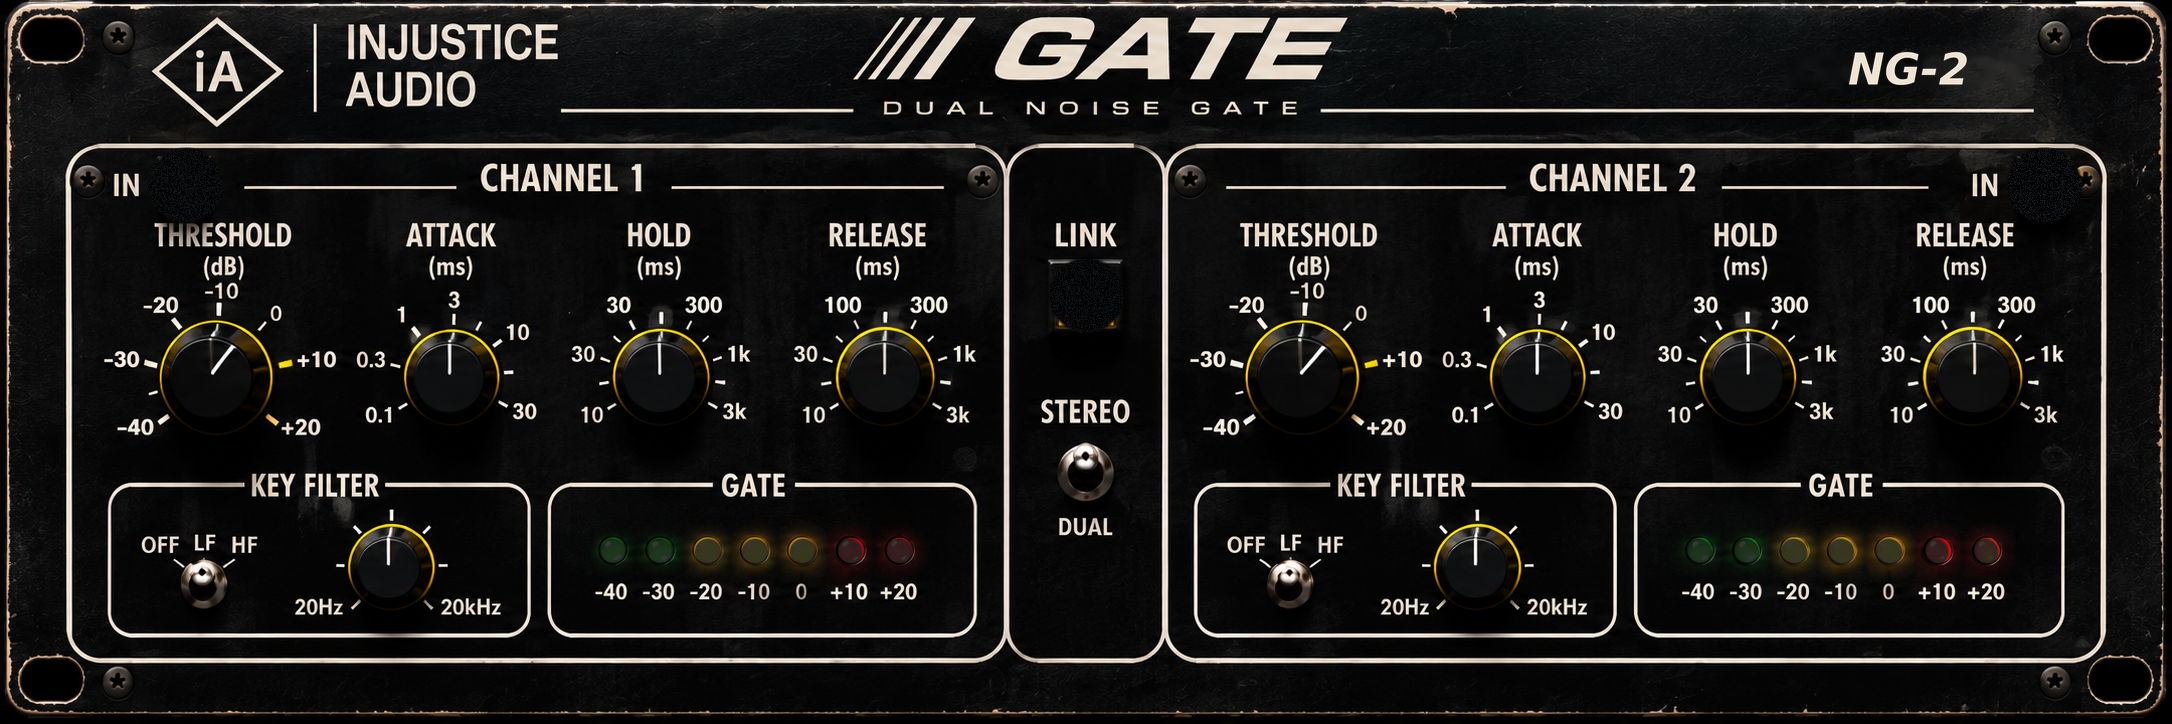 iA
INJUSTICE
AUDIO
GATE
DUAL NOISE GATE
NG-2
IN
CHANNEL 1
THRESHOLD
(dB)
-40 -30 -20 -10 0 +10 +20
ATTACK
(ms)
0.1 0.3 1 3 10 30
HOLD
(ms)
10 30 30 300 1k 3k
RELEASE
(ms)
10 30 100 300 1k 3k
KEY FILTER
OFF LF HF
20Hz 20kHz
GATE
-40 -30 -20 -10 0 +10 +20
LINK
STEREO
DUAL
CHANNEL 2
IN
THRESHOLD
(dB)
-40 -30 -20 -10 0 +10 +20
ATTACK
(ms)
0.1 0.3 1 3 10 30
HOLD
(ms)
10 30 30 300 1k 3k
RELEASE
(ms)
10 30 100 300 1k 3k
KEY FILTER
OFF LF HF
20Hz 20kHz
GATE
-40 -30 -20 -10 0 +10 +20